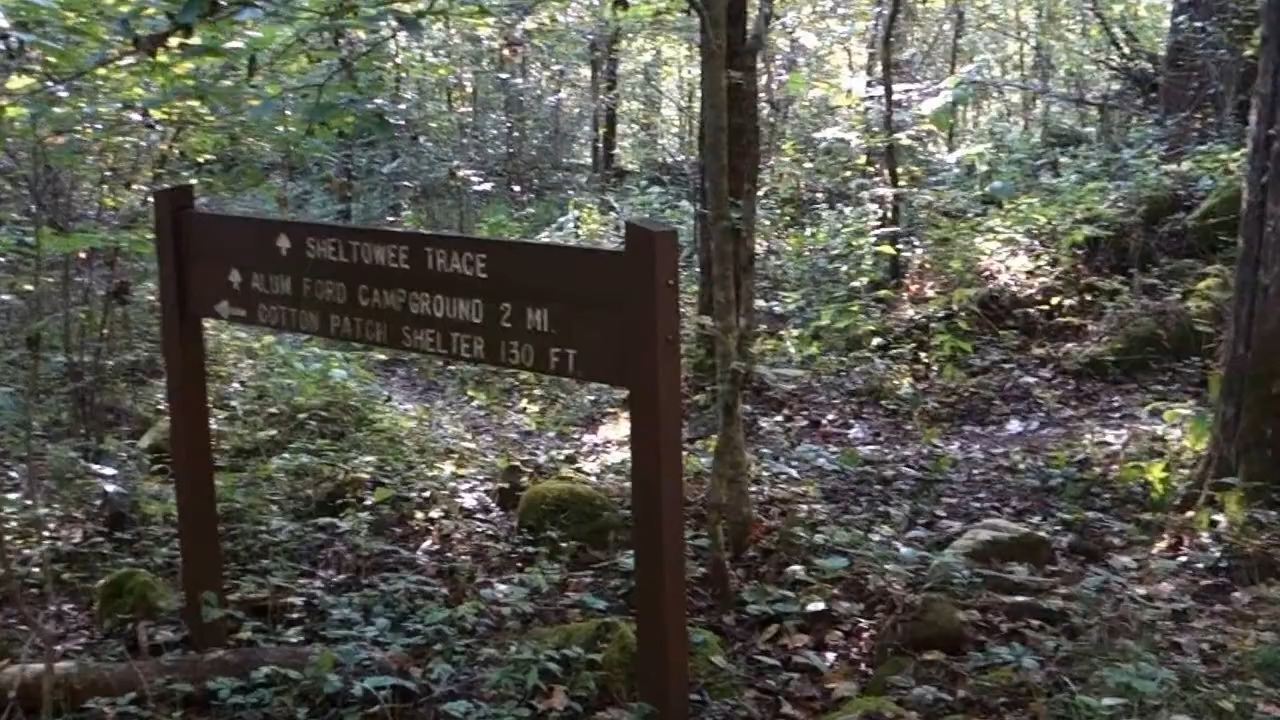 SHELTOWEE TRACE
ALUM FORD CAMPGROUND 2 MI.
COTTON PATCH SHELTER 130 FT.